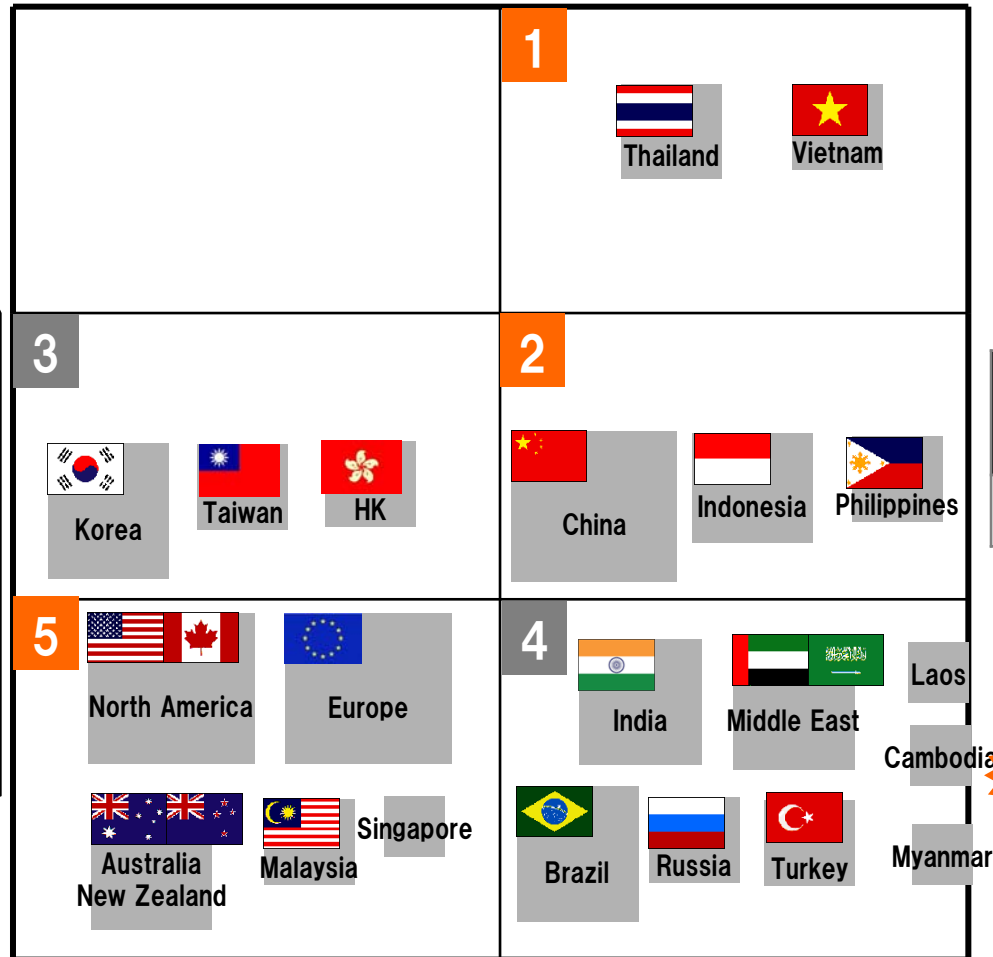 1
Thailand
Vietnam
3
Korea
Taiwan
HK
2
China
Indonesia
Philippines
5
North America
Europe
Australia
New Zealand
Malaysia
Singapore
4
India
Middle East
Laos
Cambodia
Brazil
Russia
Turkey
Myanmar